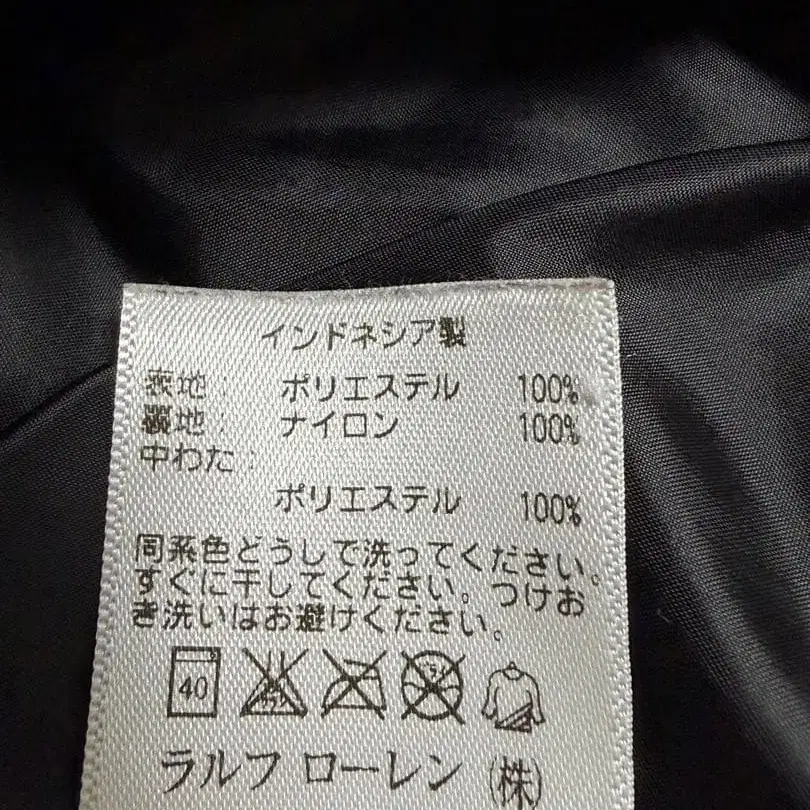 インドネシア製
表地： ポリエステル 100%
裏地： ナイロン 100%
中わた：
ポリエステル 100%
同系色どうしで洗ってください。
すぐに干してください。つけお
き洗いはお避けください。
40
ラルフ ローレン (株)